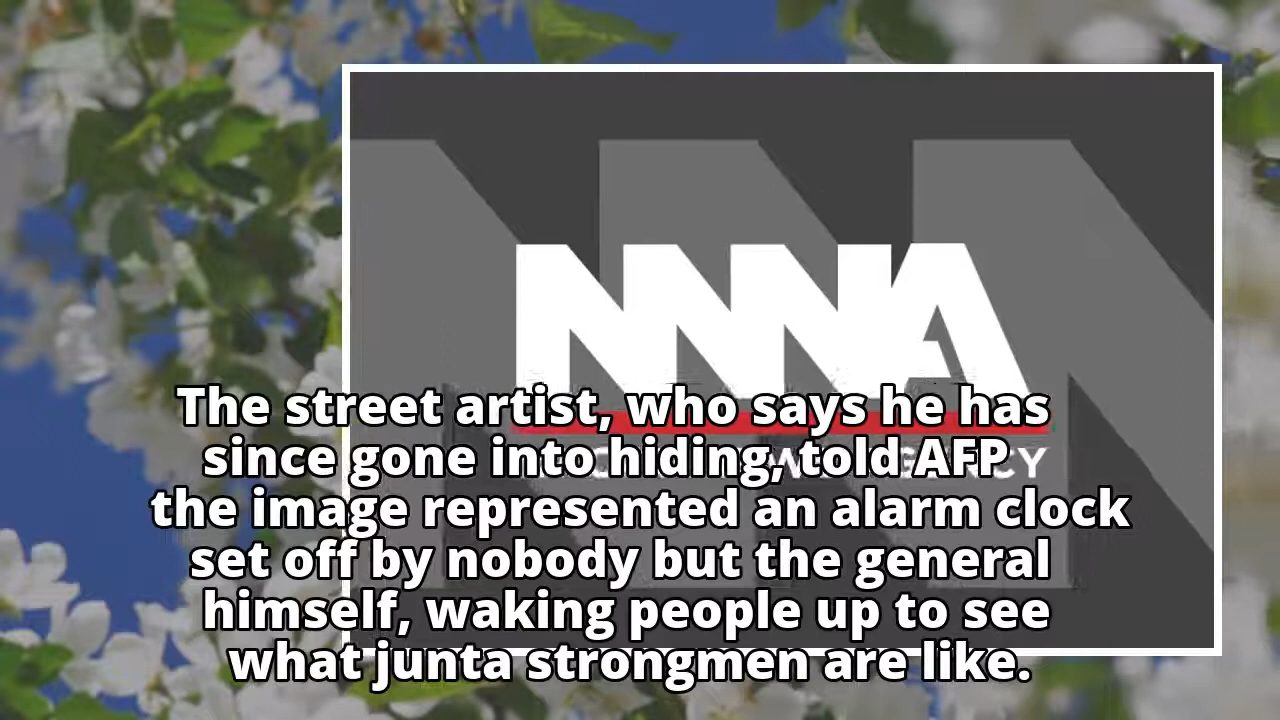 NNNA
The street artist, who says he has
since gone into hiding, told AFP
the image represented an alarm clock
set off by nobody but the general
himself, waking people up to see
what junta strongmen are like.